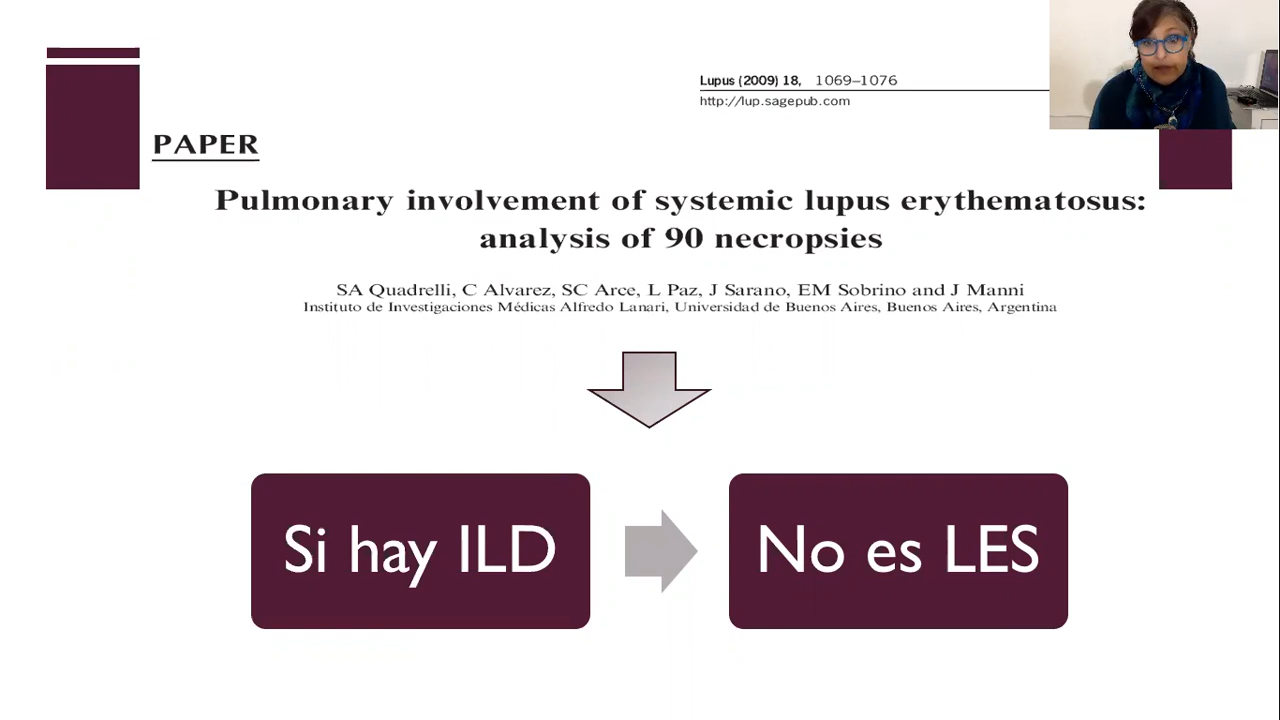 Lupus (2009) 18, 1069–1076
http://lup.sagepub.com
PAPER
Pulmonary involvement of systemic lupus erythematosus:
analysis of 90 necropsies
SA Quadrelli, C Alvarez, SC Arce, L Paz, J Sarano, EM Sobrino and J Manni
Instituto de Investigaciones Médicas Alfredo Lanari, Universidad de Buenos Aires, Buenos Aires, Argentina
Si hay ILD
No es LES